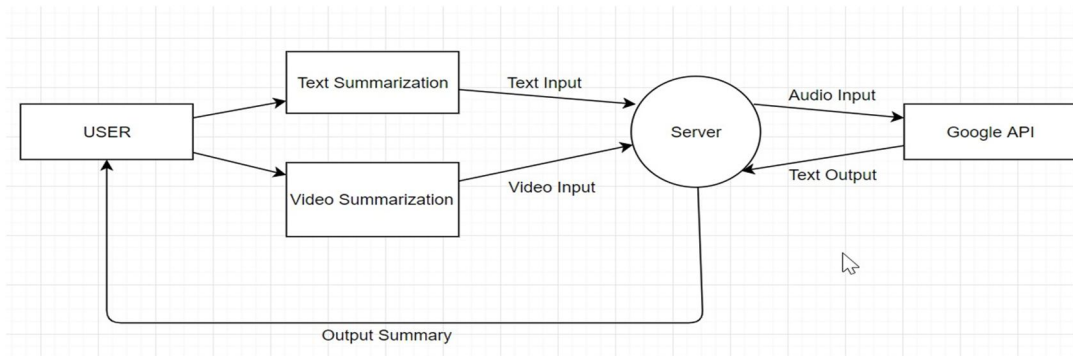 Text Summarization
Text Input
Audio Input
USER
Server
Google API
Video Summarization
Video Input
Text Output
Output Summary